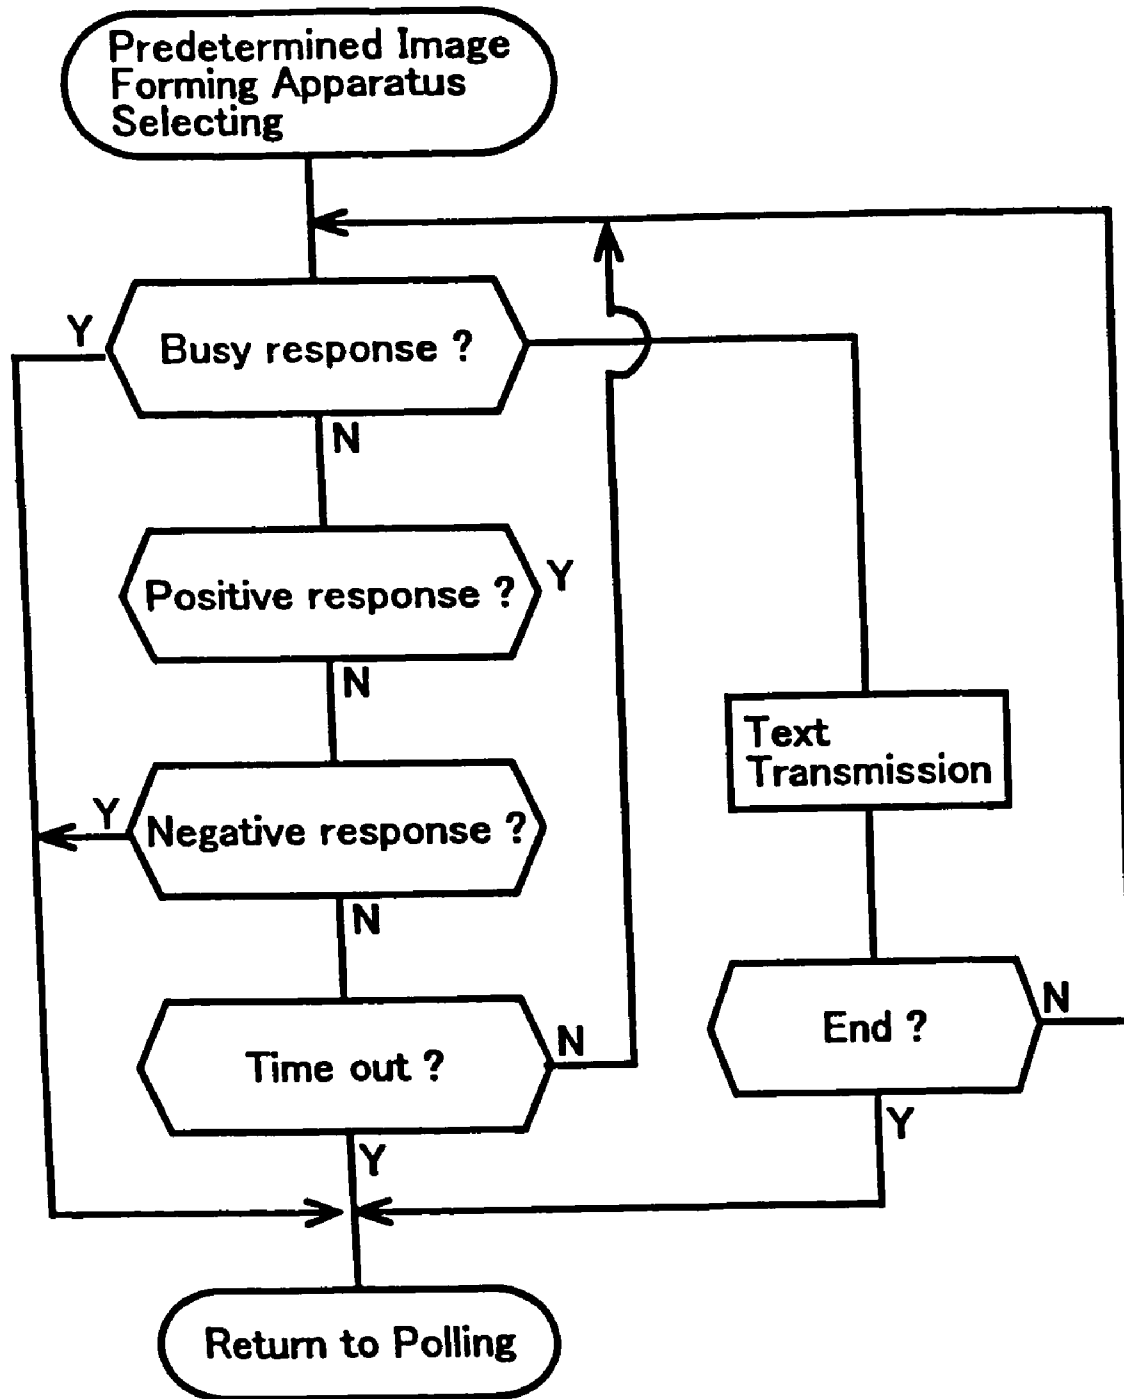 Predetermined Image
Forming Apparatus
Selecting
Y
Busy response ?
N
Positive response ?
Y
N
Y
Negative response ?
N
Time out ?
N
Y
Text
Transmission
End ?
N
Y
Return to Polling